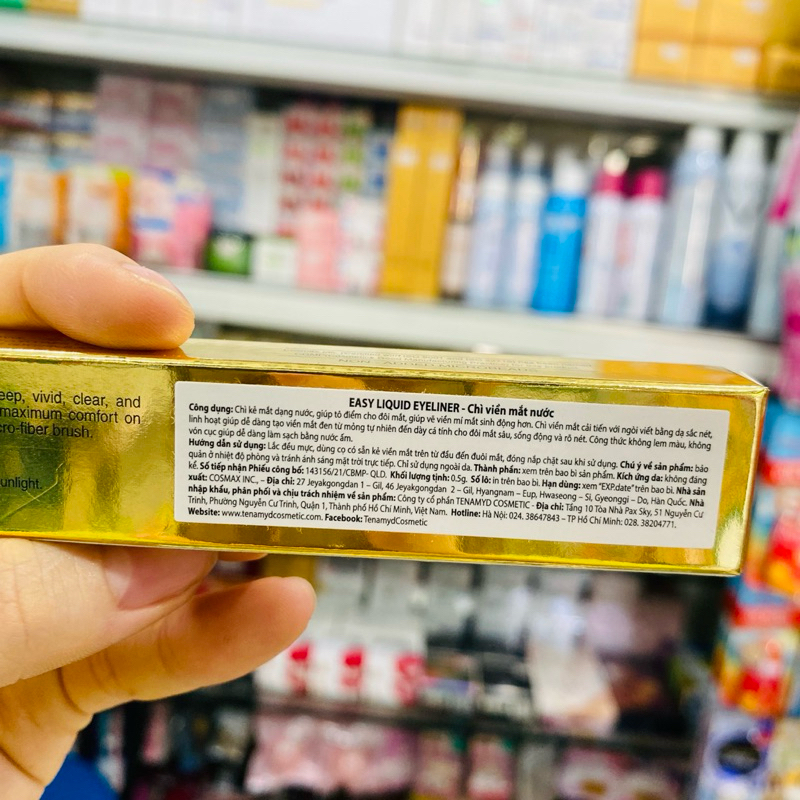 eep, vivid, clear, and
maximum comfort on
cro-fiber brush.
unlight.
EASY LIQUID EYELINER - Chì viền mắt nước
Công dụng: Chì kẻ mắt dạng nước, giúp tô điểm cho đôi mắt, giúp vẽ viền mí mắt sinh động hơn. Chì viền mắt cải tiến với ngòi viết bằng dạ sắc nét,
linh hoạt giúp dễ dàng tạo viền mắt đen từ mỏng tự nhiên đến dày cá tính cho đôi mắt sâu, sống động và rõ nét. Công thức không lem màu, không
vón cục giúp dễ dàng làm sạch bằng nước ấm.
Hướng dẫn sử dụng: Lắc đều mực, dùng cọ có sẵn kẻ viền mắt trên từ đầu đến đuôi mắt, đóng nắp chặt sau khi sử dụng. Chú ý về sản phẩm: bảo
quản ở nhiệt độ phòng và tránh ánh sáng mặt trời trực tiếp. Chỉ sử dụng ngoài da. Thành phần: xem trên bao bì sản phẩm. Kích ứng da: không đáng
kể. Số tiếp nhận Phiếu công bố: 143156/21/CBMP- QLD. Khối lượng tịnh: 0.5g. Số lô: in trên bao bì. Hạn dùng: xem "EXP.date" trên bao bì. Nhà sản
xuất: COSMAX INC., – Địa chỉ: 27 Jeyakgongdan 1 – Gil, 46 Jeyakgongdan 2 – Gil, Hyangnam – Eup, Hwaseong – Si, Gyeonggi – Do, Hàn Quốc. Nhà
nhập khẩu, phân phối và chịu trách nhiệm về sản phẩm: Công ty cổ phần TENAMYD COSMETIC - Địa chỉ: Tầng 10 Tòa Nhà Pax Sky, 51 Nguyễn Cư
Trinh, Phường Nguyễn Cư Trinh, Quận 1, Thành phố Hồ Chí Minh, Việt Nam. Hotline: Hà Nội: 024. 38647843 – TP Hồ Chí Minh: 028. 38204771.
Website: www.tenamydcosmetic.com. Facebook: TenamydCosmetic